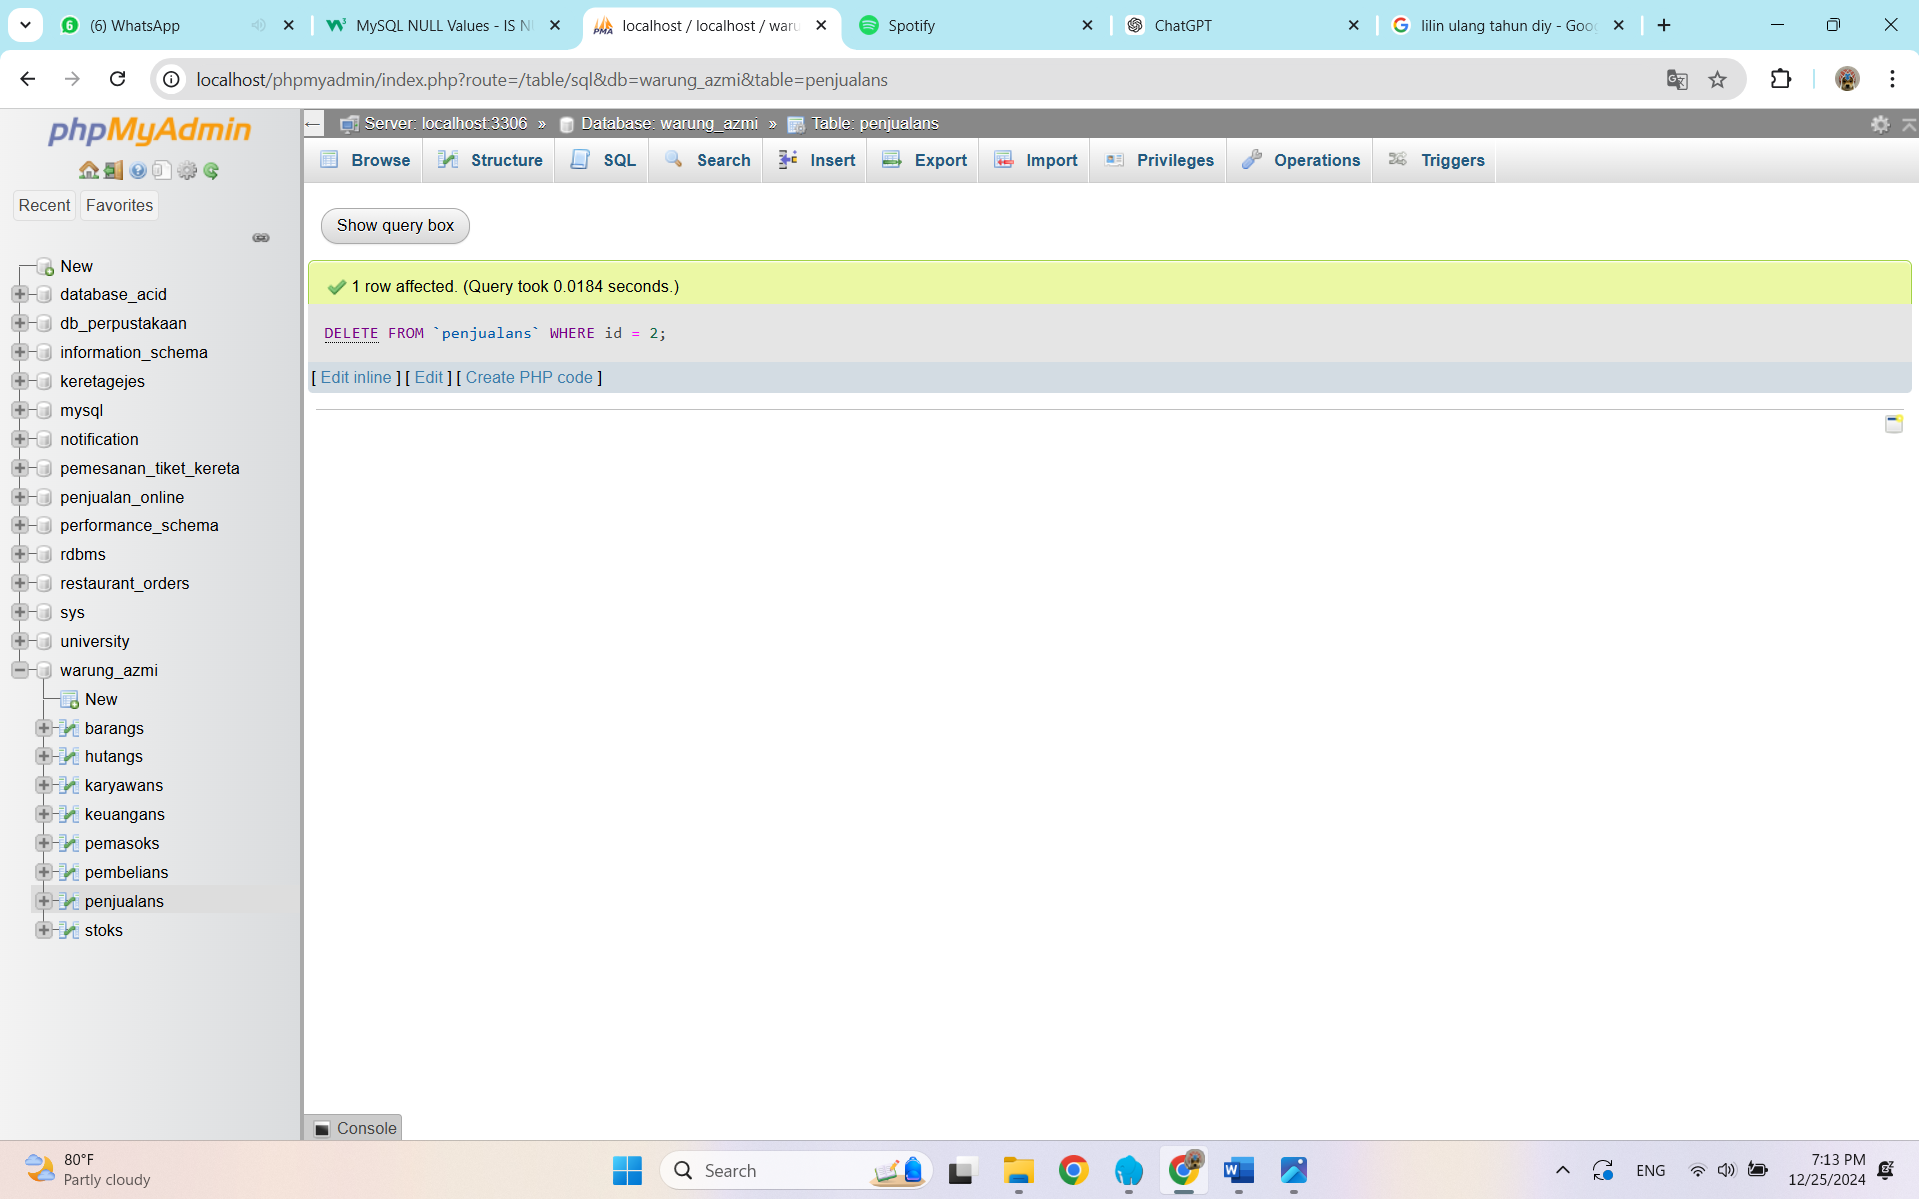 (6) WhatsApp
MySQL NULL Values - IS N
localhost / localhost / waru
Spotify
ChatGPT
lilin ulang tahun diy - Goo
localhost/phpmyadmin/index.php?route=/table/sql&db=warung_azmi&table=penjualans
phpMyAdmin
Recent
Favorites
New
database_acid
db_perpustakaan
information_schema
keretagejes
mysql
notification
pemesanan_tiket_kereta
penjualan_online
performance_schema
rdbms
restaurant_orders
sys
university
warung_azmi
New
barangs
hutangs
karyawans
keuangans
pemasoks
pembelians
penjualans
stoks
Server: localhost:3306 » Database: warung_azmi » Table: penjualans
Browse
Structure
SQL
Search
Insert
Export
Import
Privileges
Operations
Triggers
Show query box
1 row affected. (Query took 0.0184 seconds.)
DELETE FROM `penjualans` WHERE id = 2;
[ Edit inline ] [ Edit ] [ Create PHP code ]
Console
80°F
Partly cloudy
Search
ENG
7:13 PM
12/25/2024